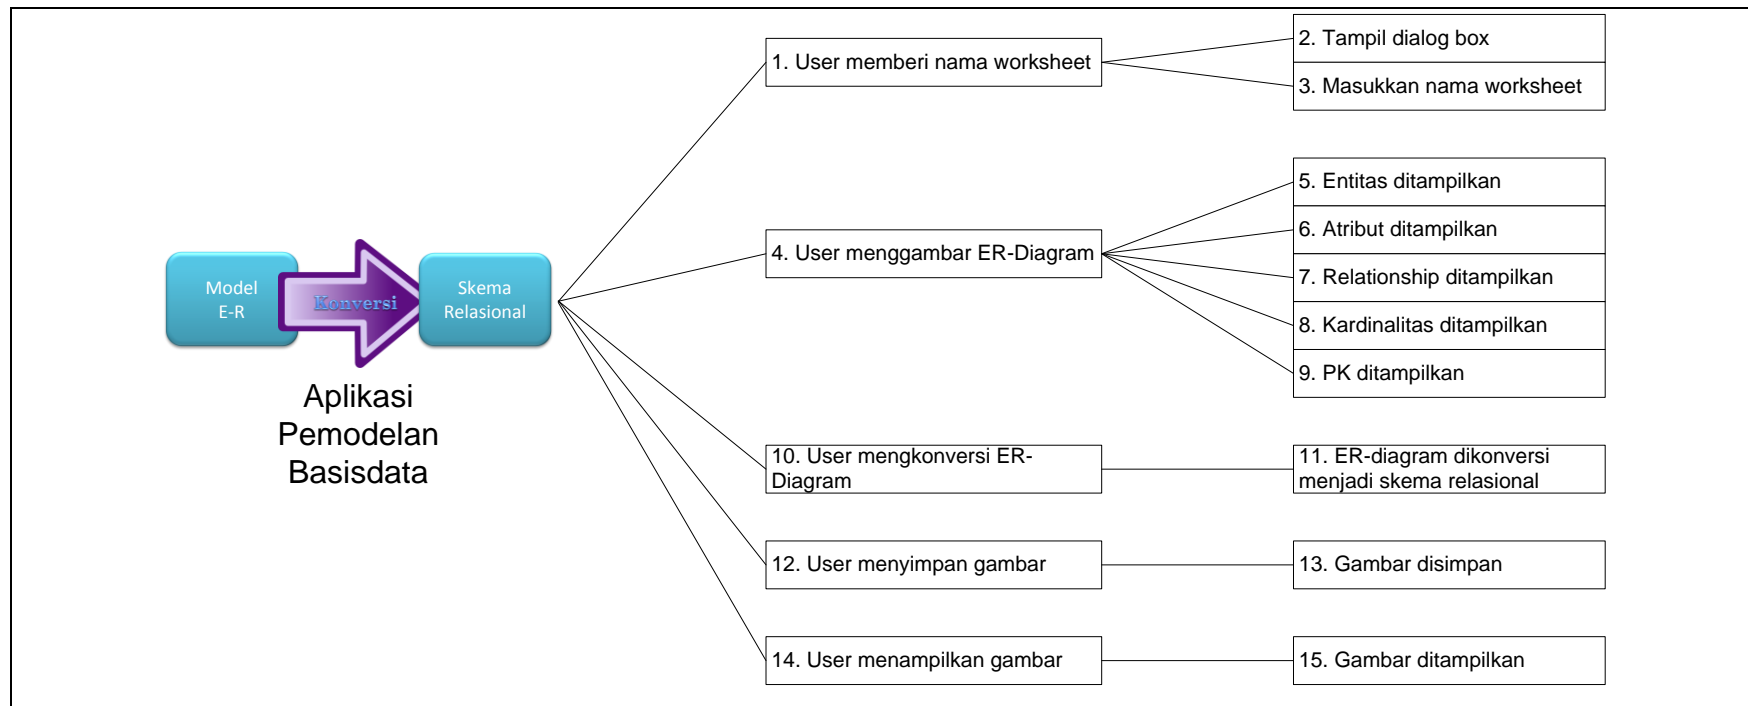 1. User memberi nama worksheet
2. Tampil dialog box
3. Masukkan nama worksheet
4. User menggambar ER-Diagram
5. Entitas ditampilkan
6. Atribut ditampilkan
7. Relationship ditampilkan
8. Kardinalitas ditampilkan
9. PK ditampilkan
Model
E-R
Konversi
Skema
Relasional
Aplikasi
Pemodelan
Basisdata
10. User mengkonversi ER-
Diagram
11. ER-diagram dikonversi
menjadi skema relasional
12. User menyimpan gambar
13. Gambar disimpan
14. User menampilkan gambar
15. Gambar ditampilkan